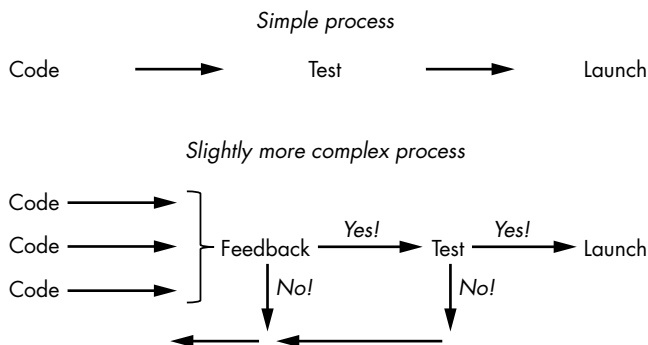 Simple process
Code Test Launch
Slightly more complex process
Code
Code
Code
Feedback Yes! Test Yes! Launch
No! No!